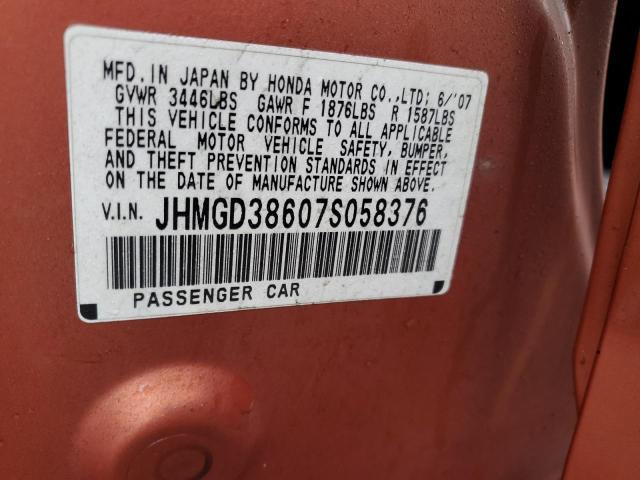 MFD. IN JAPAN BY HONDA MOTOR CO.,LTD; 6/'07
GVWR 3446LBS GAWR F 1876LBS R 1587LBS
THIS VEHICLE CONFORMS TO ALL APPLICABLE
FEDERAL MOTOR VEHICLE SAFETY, BUMPER,
AND THEFT PREVENTION STANDARDS IN EFFECT
ON THE DATE OF MANUFACTURE SHOWN ABOVE.
V.I.N. JHMGD38607S058376
PASSENGER CAR